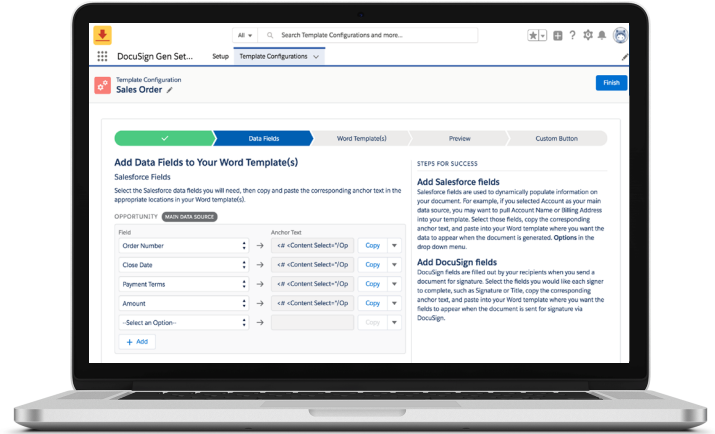 All
Search Template Configurations and more...
DocuSign Gen Set...
Setup
Template Configurations
Template Configuration
Sales Order
Finish
Data Fields
Word Template(s)
Preview
Custom Button
Add Data Fields to Your Word Template(s)
Salesforce Fields
Select the Salesforce data fields you will need, then copy and paste the corresponding anchor text in the
appropriate locations in your Word template(s).
OPPORTUNITY
MAIN DATA SOURCE
Field
Anchor Text
Order Number
<# <Content Select="/Op
Copy
Close Date
<# <Content Select="/Op
Copy
Payment Terms
<# <Content Select="/Op
Copy
Amount
<# <Content Select="/Op
Copy
--Select an Option--
Copy
+ Add
STEPS FOR SUCCESS
Add Salesforce fields
Salesforce fields are used to dynamically populate information on
your document. For example, if you selected Account as your main
data source, you may want to pull Account Name or Billing Address
into your template. Select those fields, copy the corresponding
anchor text, and paste into your Word template where you want the
data to appear when the document is generated. Options in the
drop down menu.
Add DocuSign fields
DocuSign fields are filled out by your recipients when you send a
document for signature. Select the fields you would like each signer
to complete, such as Signature or Title, copy the corresponding
anchor text, and paste into your Word template where you want the
fields to appear when the document is sent for signature via
DocuSign.